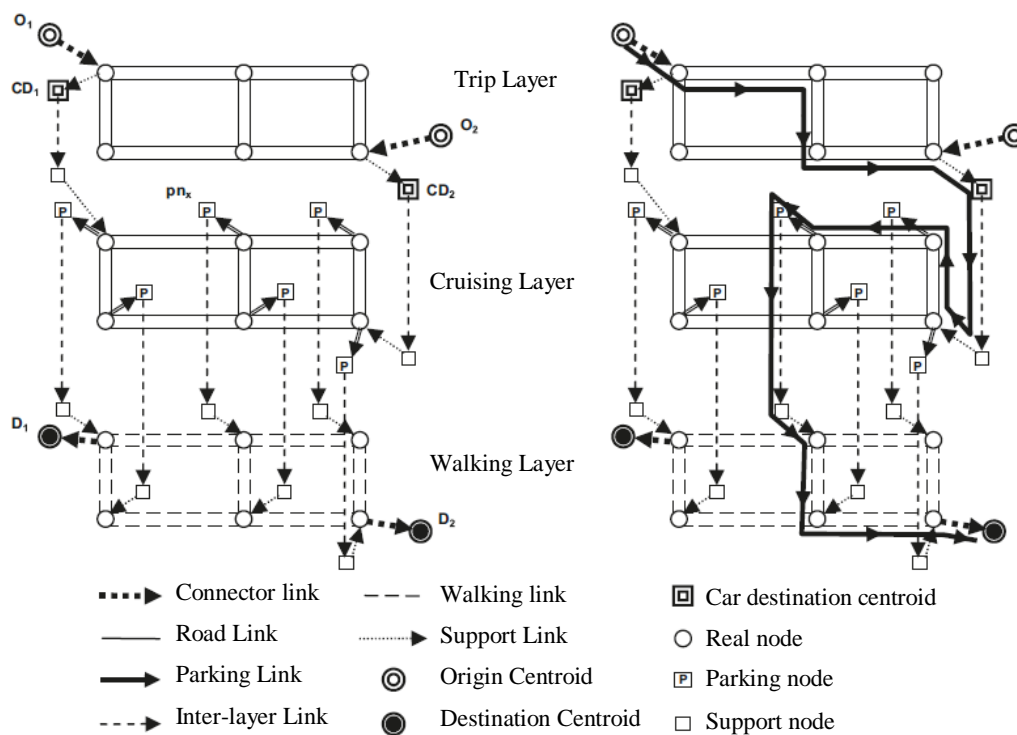 O1
CD1
Trip Layer
O2
CD2
pnx
P
P
P
P
P
P
Cruising Layer
P
P
P
P
P
P
D1
Walking Layer
D2
Connector link
Walking link
Car destination centroid
Road Link
Support Link
Real node
Parking Link
Origin Centroid
P Parking node
Inter-layer Link
Destination Centroid
Support node